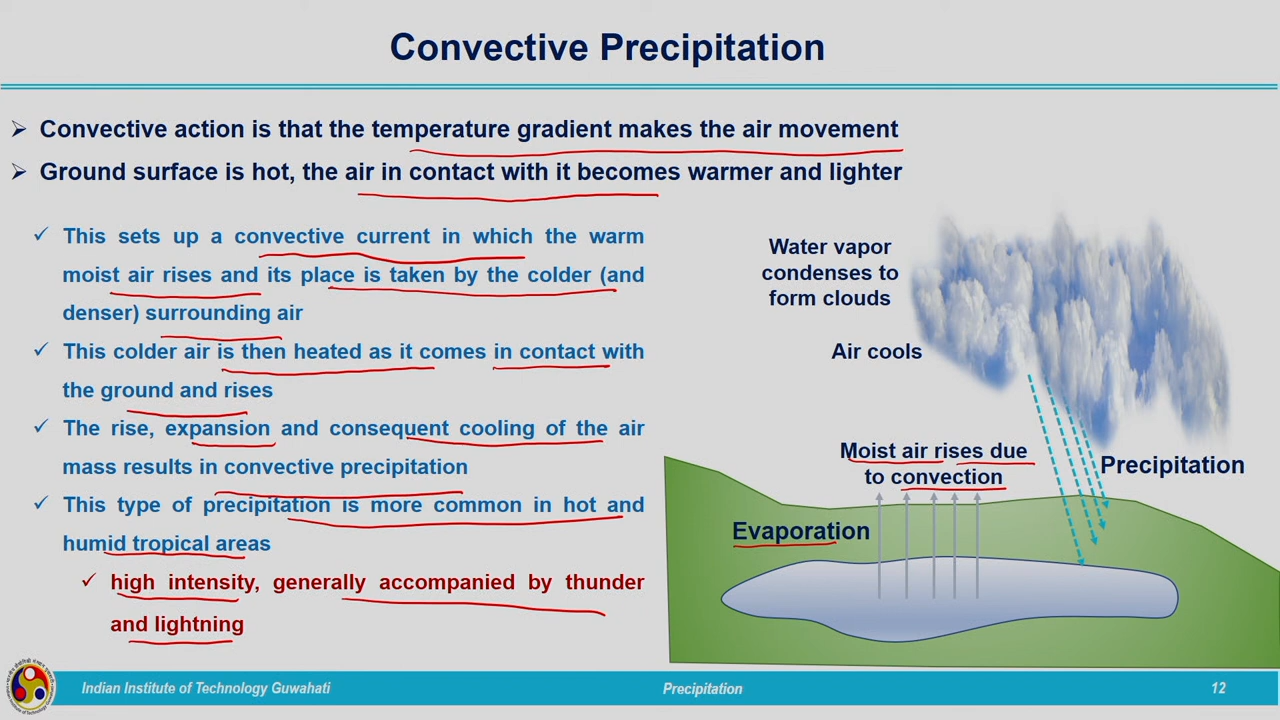 Convective Precipitation
➢ Convective action is that the temperature gradient makes the air movement
➢ Ground surface is hot, the air in contact with it becomes warmer and lighter
✓ This sets up a convective current in which the warm
moist air rises and its place is taken by the colder (and
denser) surrounding air
✓ This colder air is then heated as it comes in contact with
the ground and rises
✓ The rise, expansion and consequent cooling of the air
mass results in convective precipitation
✓ This type of precipitation is more common in hot and
humid tropical areas
✓ high intensity, generally accompanied by thunder
and lightning
Water vapor
condenses to
form clouds
Air cools
Moist air rises due
to convection
Precipitation
Evaporation
Indian Institute of Technology Guwahati
Precipitation
12